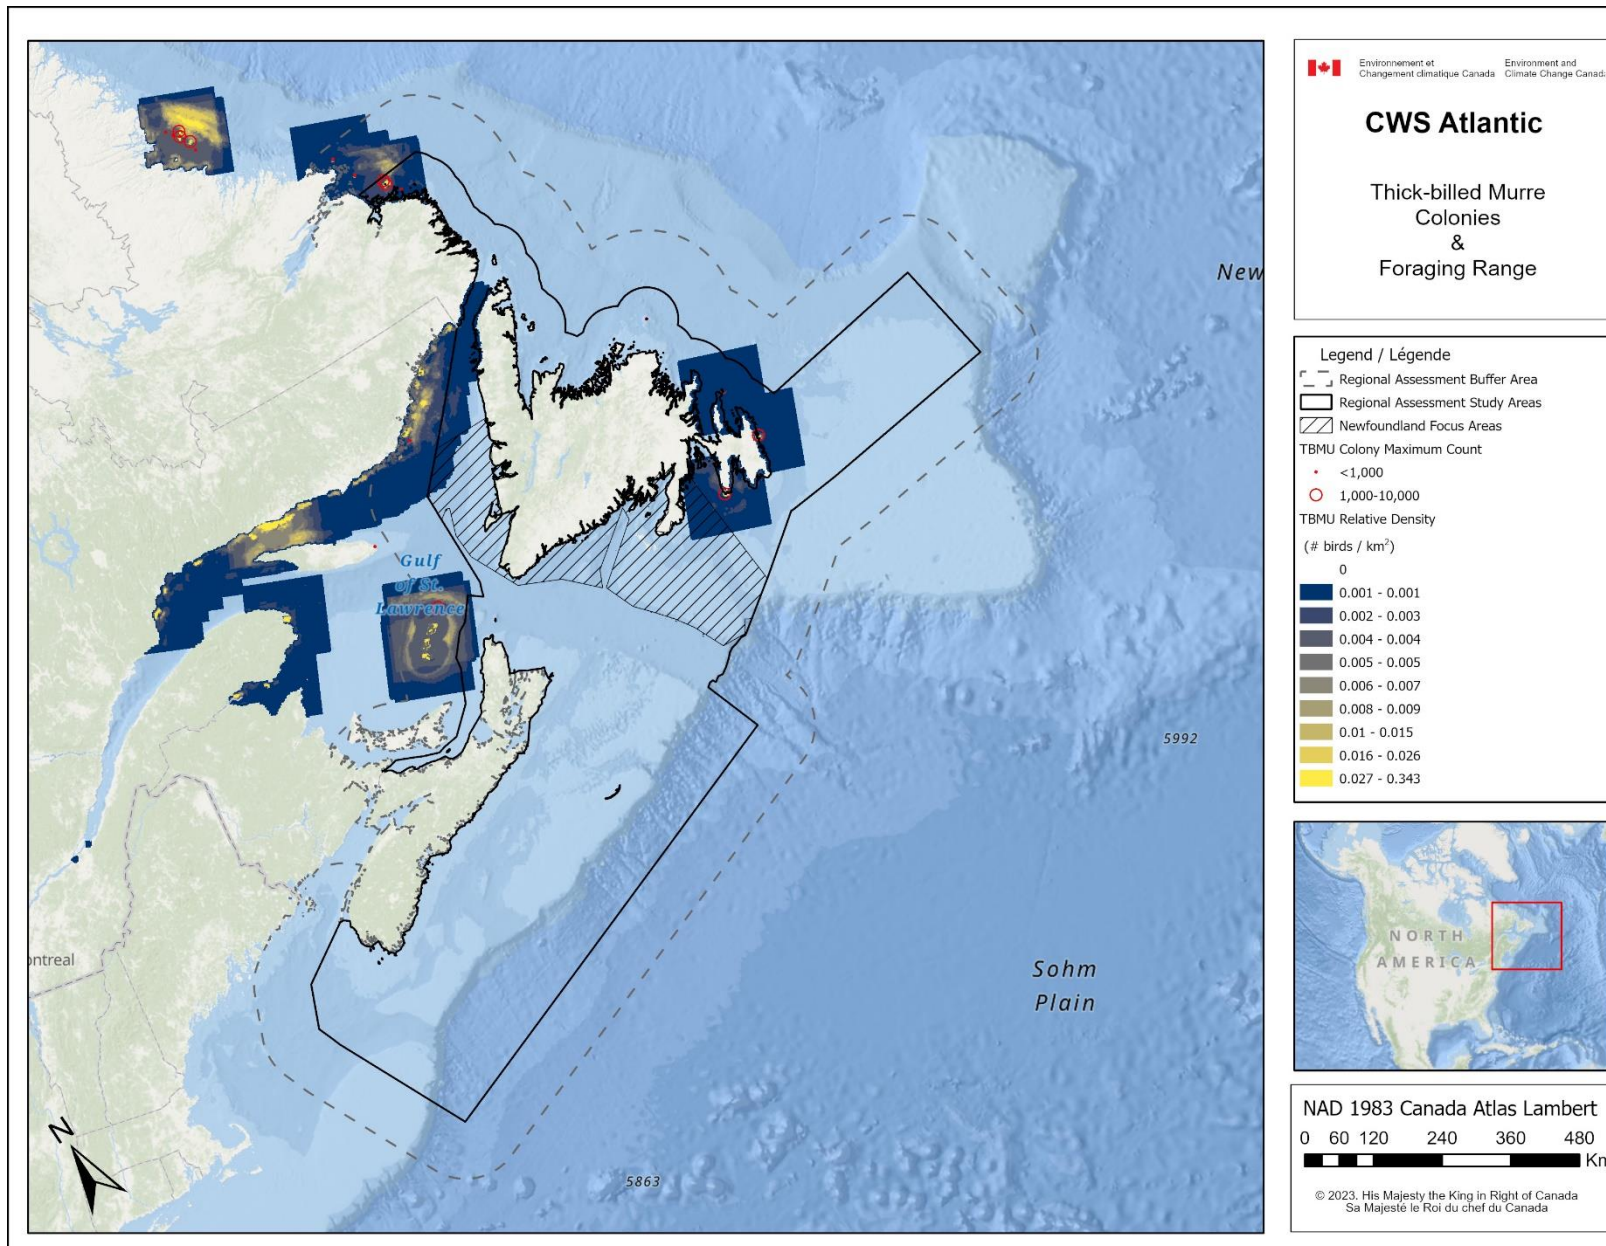 New
Gulf
of St.
Lawrence
5992
ontreal
Sohm
Plain
5863
N
Environnement et
Changement climatique Canada
Environment and
Climate Change Canada
CWS Atlantic
Thick-billed Murre
Colonies
&
Foraging Range
Legend / Légende
Regional Assessment Buffer Area
Regional Assessment Study Areas
Newfoundland Focus Areas
TBMU Colony Maximum Count
<1,000
1,000-10,000
TBMU Relative Density
(# birds / km²)
0
0.001 - 0.001
0.002 - 0.003
0.004 - 0.004
0.005 - 0.005
0.006 - 0.007
0.008 - 0.009
0.01 - 0.015
0.016 - 0.026
0.027 - 0.343
NORTH
AMERICA
NAD 1983 Canada Atlas Lambert
0 60 120 240 360 480
Km
© 2023. His Majesty the King in Right of Canada
Sa Majesté le Roi du chef du Canada